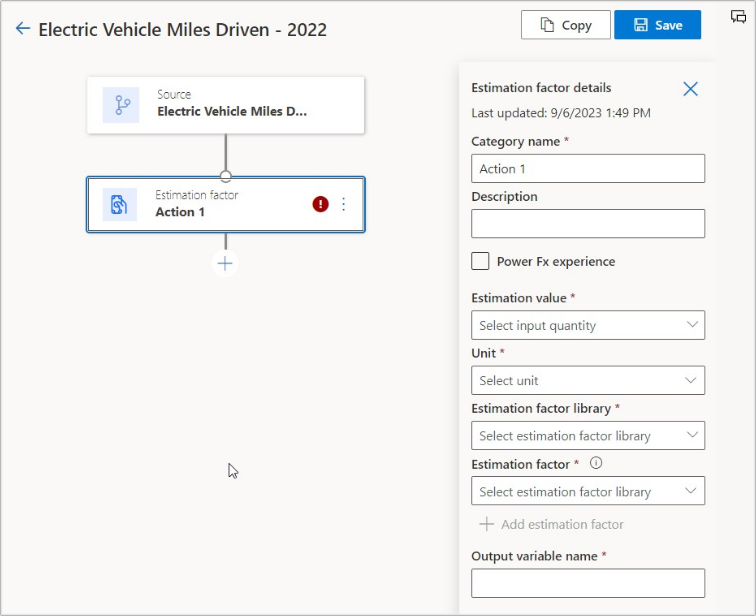 Electric Vehicle Miles Driven - 2022
Copy
Save
Source
Electric Vehicle Miles D...
Estimation factor
Action 1
Estimation factor details
Last updated: 9/6/2023 1:49 PM
Category name *
Action 1
Description
Power Fx experience
Estimation value *
Select input quantity
Unit *
Select unit
Estimation factor library *
Select estimation factor library
Estimation factor *
Select estimation factor library
Add estimation factor
Output variable name *